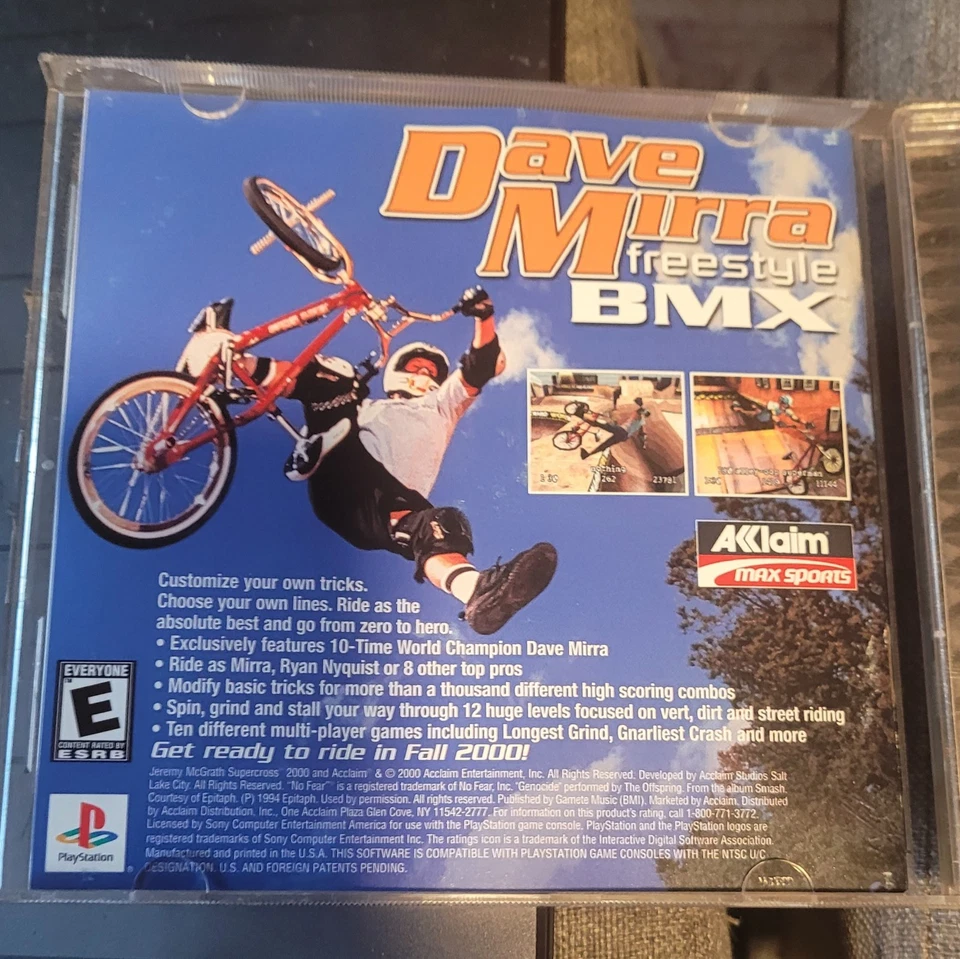 Dave
Mirra
freestyle
BMX
nothing
262
23781
11144
AKKlaim
MAX SPORTS
Customize your own tricks.
Choose your own lines. Ride as the
absolute best and go from zero to hero.
• Exclusively features 10-Time World Champion Dave Mirra
• Ride as Mirra, Ryan Nyquist or 8 other top pros
• Modify basic tricks for more than a thousand different high scoring combos
• Spin, grind and stall your way through 12 huge levels focused on vert, dirt and street riding
• Ten different multi-player games including Longest Grind, Gnarliest Crash and more
Get ready to ride in Fall 2000!
EVERYONE
E
CONTENT RATED BY
ESRB
PlayStation
Jeremy McGrath Supercross™ 2000 and Acclaim® & © 2000 Acclaim Entertainment, Inc. All Rights Reserved. Developed by Acclaim Studios Salt
Lake City. All Rights Reserved. "No Fear"® is a registered trademark of No Fear, Inc. "Genocide" performed by The Offspring. From the album Smash.
Courtesy of Epitaph. (P) 1994 Epitaph. Used by permission. All rights reserved. Published by Gamete Music (BMI). Marketed by Acclaim. Distributed
by Acclaim Distribution, Inc., One Acclaim Plaza Glen Cove, NY 11542-2777. For information on this product's rating, call 1-800-771-3772.
Licensed by Sony Computer Entertainment America for use with the PlayStation game console. PlayStation and the PlayStation logos are
registered trademarks of Sony Computer Entertainment Inc. The ratings icon is a trademark of the Interactive Digital Software Association.
Manufactured and printed in the U.S.A. THIS SOFTWARE IS COMPATIBLE WITH PLAYSTATION GAME CONSOLES WITH THE NTSC U/C
DESIGNATION. U.S. AND FOREIGN PATENTS PENDING.